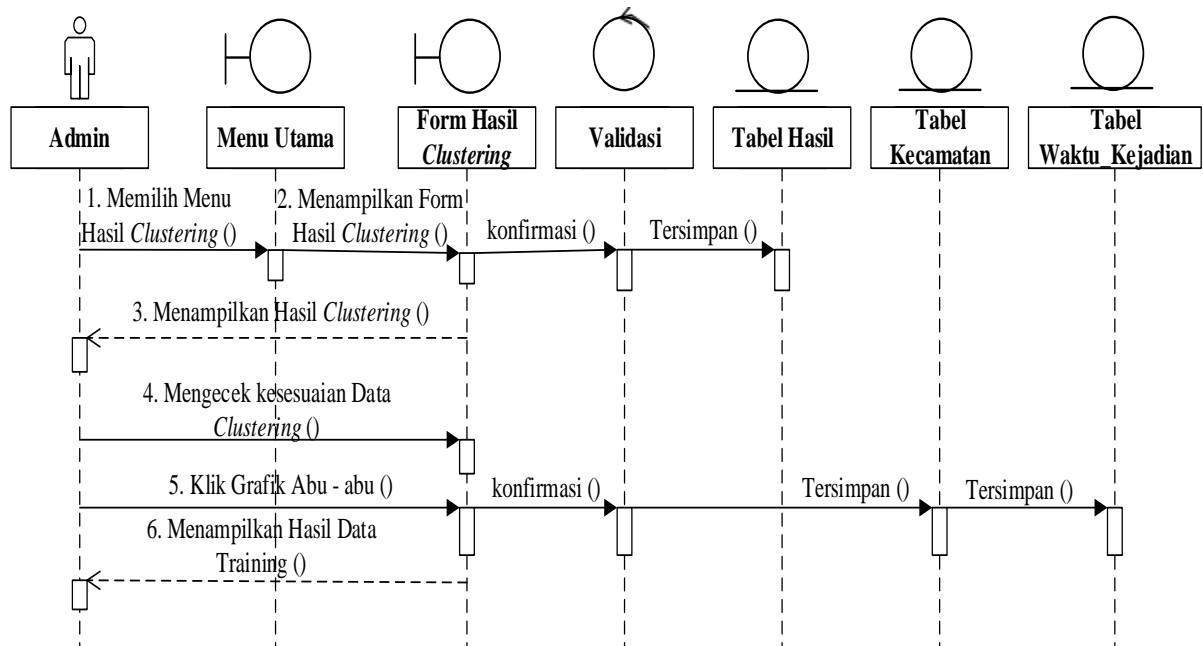 Admin
Menu Utama
Form Hasil
Clustering
Validasi
Tabel Hasil
Tabel
Kecamatan
Tabel
Waktu_Kejadian
1. Memilih Menu
Hasil Clustering ()
2. Menampilkan Form
Hasil Clustering ()
konfirmasi ()
Tersimpan ()
3. Menampilkan Hasil Clustering ()
4. Mengecek kesesuaian Data
Clustering ()
5. Klik Grafik Abu - abu ()
konfirmasi ()
Tersimpan ()
Tersimpan ()
6. Menampilkan Hasil Data
Training ()